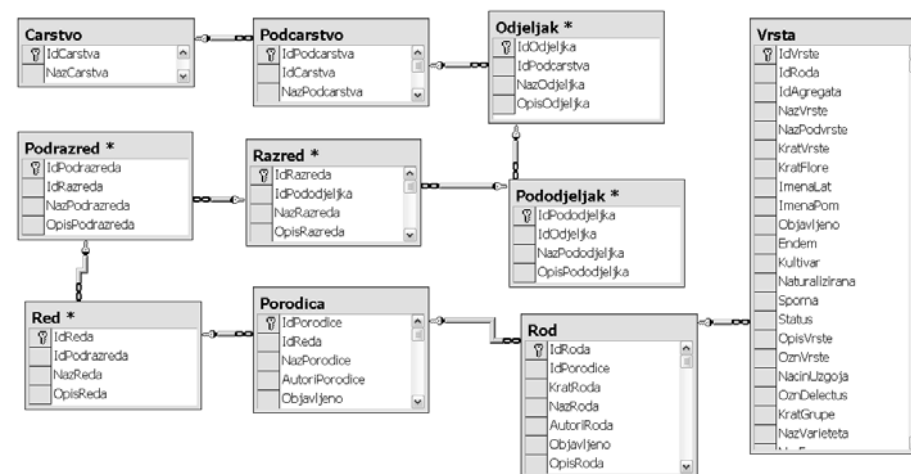 Carstvo
IdCarstva
NazCarstva
Podcarstvo
IdPodcarstva
IdCarstva
NazPodcarstva
Odjeljak *
IdOdjeljka
IdPodcarstva
NazOdjeljka
OpisOdjeljka
Vrsta
IdVrste
IdRoda
IdAgregata
NazVrste
NazPodvrste
KratVrste
KratFlore
ImenaLat
ImenaPom
Objavljeno
Endem
Kultivar
Naturalizirana
Sporna
Status
OpisVrste
OznVrste
NacinUzgoja
OznDelectus
KratGrupe
NazVarijeteta
Podrazred *
IdPodrazreda
IdRazreda
NazPodrazreda
OpisPodrazreda
Razred *
IdRazreda
IdPododjeljka
NazRazreda
OpisRazreda
Pododjeljak *
IdPododjeljka
IdOdjeljka
NazPododjeljka
OpisPododjeljka
Red *
IdReda
IdPodrazreda
NazReda
OpisReda
Porodica
IdPorodice
IdReda
NazPorodice
AutoriPorodice
Objavljeno
Rod
IdRoda
IdPorodice
KratRoda
NazRoda
AutoriRoda
Objavljeno
OpisRoda